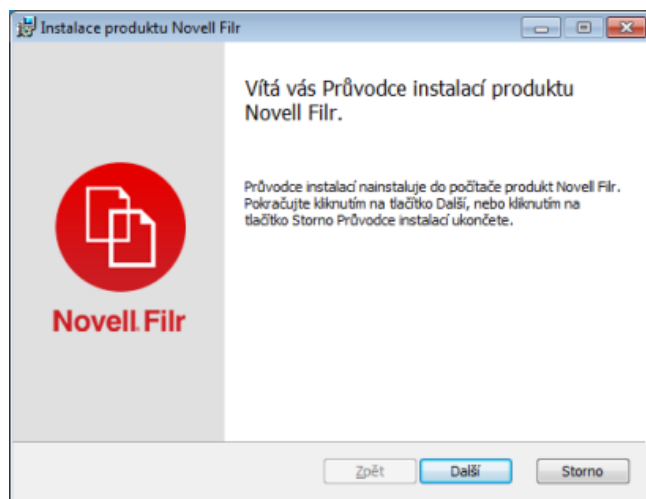 Instalace produktu Novell Filr
Vítá vás Průvodce instalací produktu
Novell Filr.
Průvodce instalací nainstaluje do počítače produkt Novell Filr.
Pokračujte kliknutím na tlačítko Další, nebo kliknutím na
tlačítko Storno Průvodce instalací ukončete.
Novell Filr
Zpět
Další
Storno